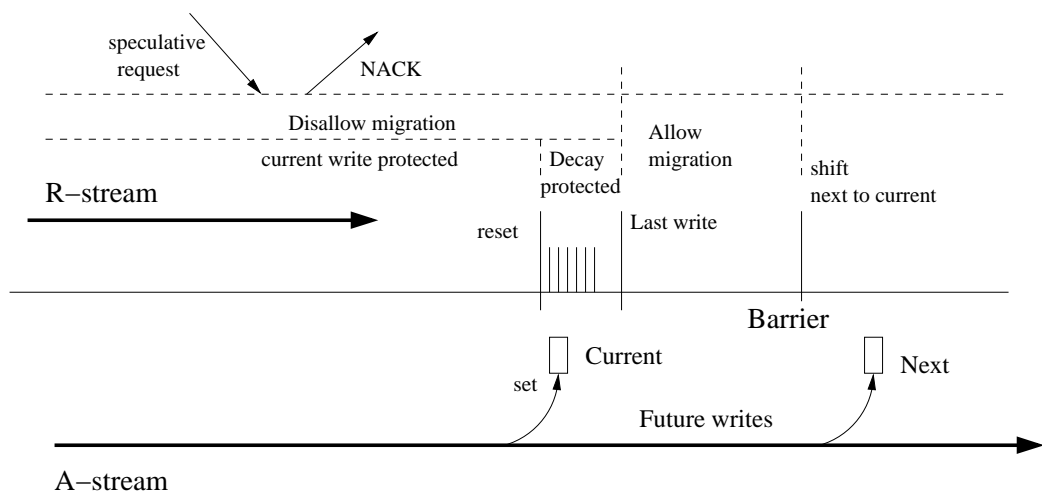 speculative
request
NACK
Disallow migration
current write protected
Decay
protected
Allow
migration
shift
next to current
R–stream
reset
Last write
Barrier
Current
Next
set
Future writes
A–stream